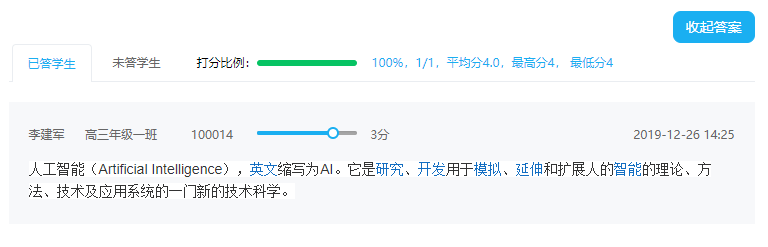 收起答案
已答学生 未答学生 打分比例： 100%，1/1，平均分4.0，最高分4， 最低分4
李建军 高三年级一班 100014 3分 2019-12-26 14:25
人工智能（Artificial Intelligence），英文缩写为AI。它是研究、开发用于模拟、延伸和扩展人的智能的理论、方
法、技术及应用系统的一门新的技术科学。